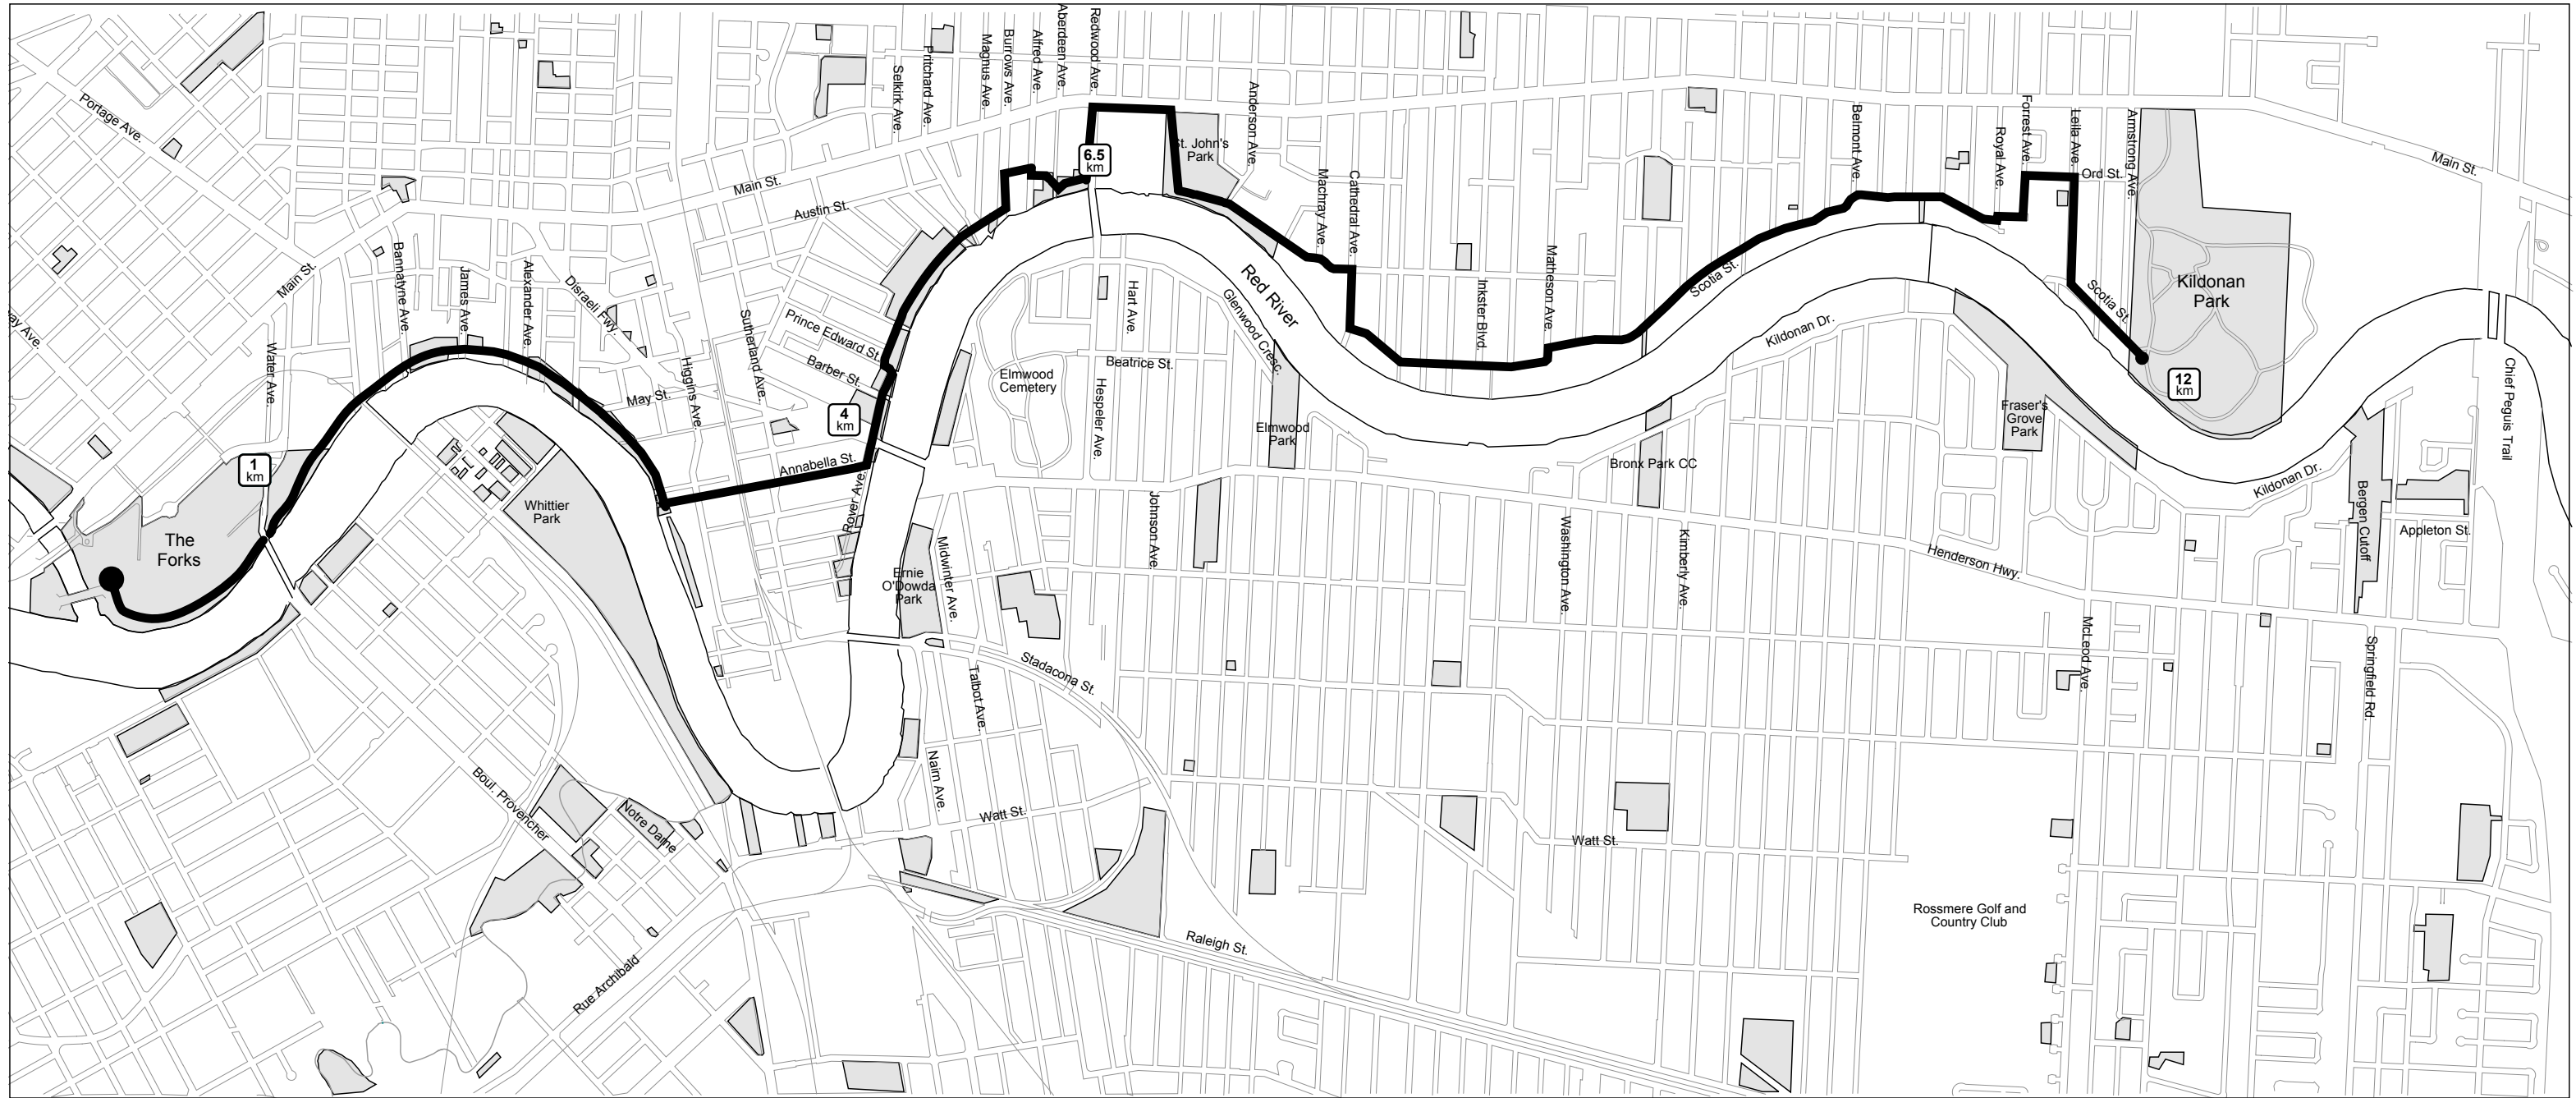 Portage Ave.
Main St.
Water Ave.
Bannatyne Ave.
James Ave.
Alexander Ave.
Disraeli Fwy.
May St.
Higgins Ave.
Sutherland Ave.
Main St.
Austin St.
Prince Edward St.
Barber St.
Annabella St.
Rover Ave.
Selkirk Ave.
Pritchard Ave.
Magnus Ave.
Burrows Ave.
Alfred Ave.
Aberdeen Ave.
Redwood Ave.
St. John's
Park
Anderson Ave.
Machray Ave.
Cathedral Ave.
Inkster Blvd.
Matheson Ave.
Scotia St.
Belmont Ave.
Royal Ave.
Forrest Ave.
Leila Ave.
Ord St.
Armstrong Ave.
Scotia St.
Kildonan
Park
Main St.
Chief Peguis Trail
1
km
4
km
6.5
km
12
km
The
Forks
Whittier
Park
Red River
Elmwood
Cemetery
Hart Ave.
Beatrice St.
Hespeler Ave.
Glenwood Cresc.
Elmwood
Park
Kildonan Dr.
Bronx Park CC
Fraser's
Grove
Park
Kildonan Dr.
Bergen Cutoff
Appleton St.
Henderson Hwy.
Johnson Ave.
Washington Ave.
Kimberly Ave.
McLeod Ave.
Springfield Rd.
Ernie
O'Dowda
Park
Midwinter Ave.
Stadacona St.
Talbot Ave.
Nairn Ave.
Watt St.
Watt St.
Boul. Provencher
Notre Dame
Rue Archibald
Raleigh St.
Rossmere Golf and
Country Club